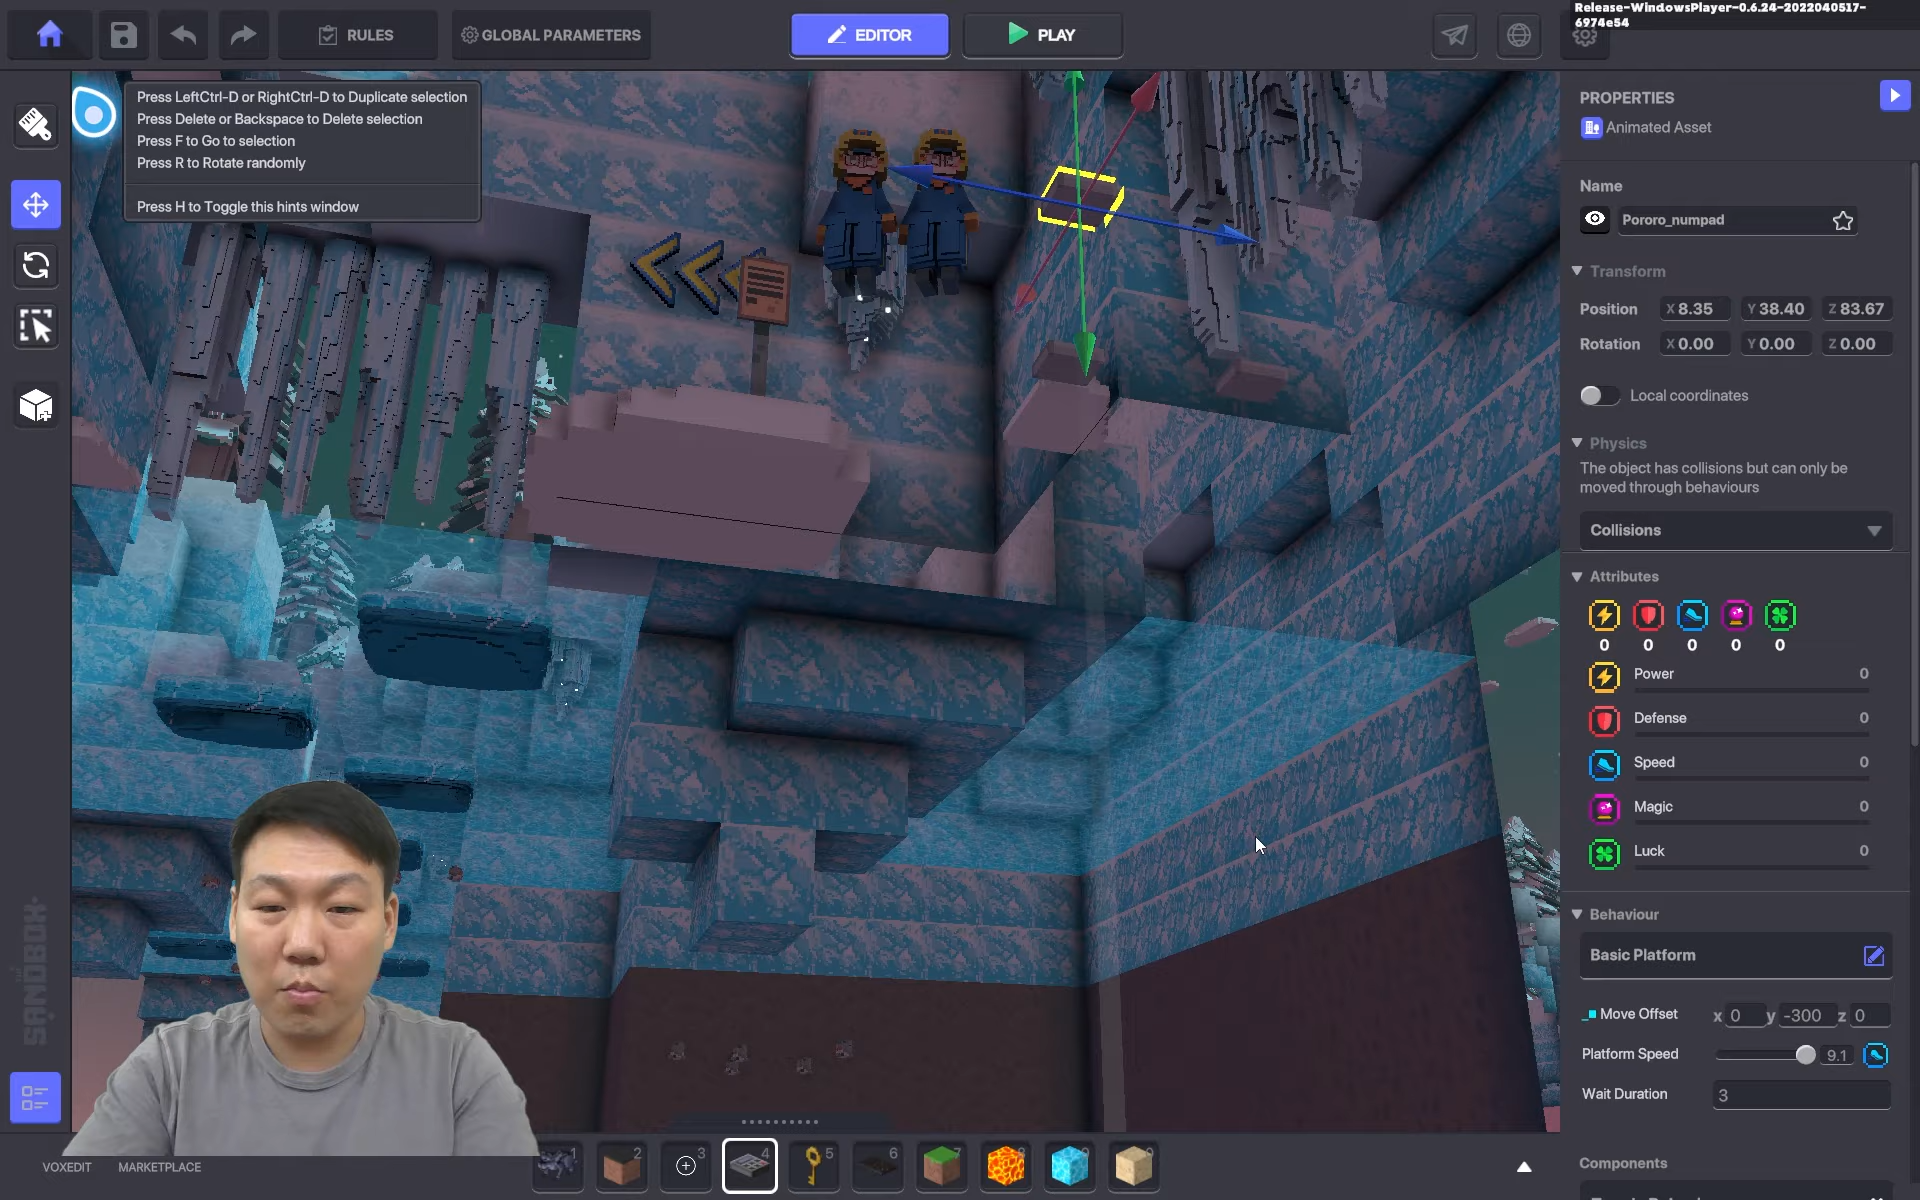 Release-WindowsPlayer-0.6.24-2022040517-
6974e54
RULES
GLOBAL PARAMETERS
EDITOR
PLAY
Press LeftCtrl-D or RightCtrl-D to Duplicate selection
Press Delete or Backspace to Delete selection
Press F to Go to selection
Press R to Rotate randomly
Press H to Toggle this hints window
PROPERTIES
Animated Asset
Name
Pororo_numpad
Transform
Position X 8.35 Y 38.40 Z 83.67
Rotation X 0.00 Y 0.00 Z 0.00
Local coordinates
Physics
The object has collisions but can only be
moved through behaviours
Collisions
Attributes
0 0 0 0 0
Power 0
Defense 0
Speed 0
Magic 0
Luck 0
Behaviour
Basic Platform
Move Offset x 0 y -300 z 0
Platform Speed 9.1
Wait Duration 3
Components
THE SANDBOX
VOXEDIT
MARKETPLACE
1 2 3 4 5 6 7